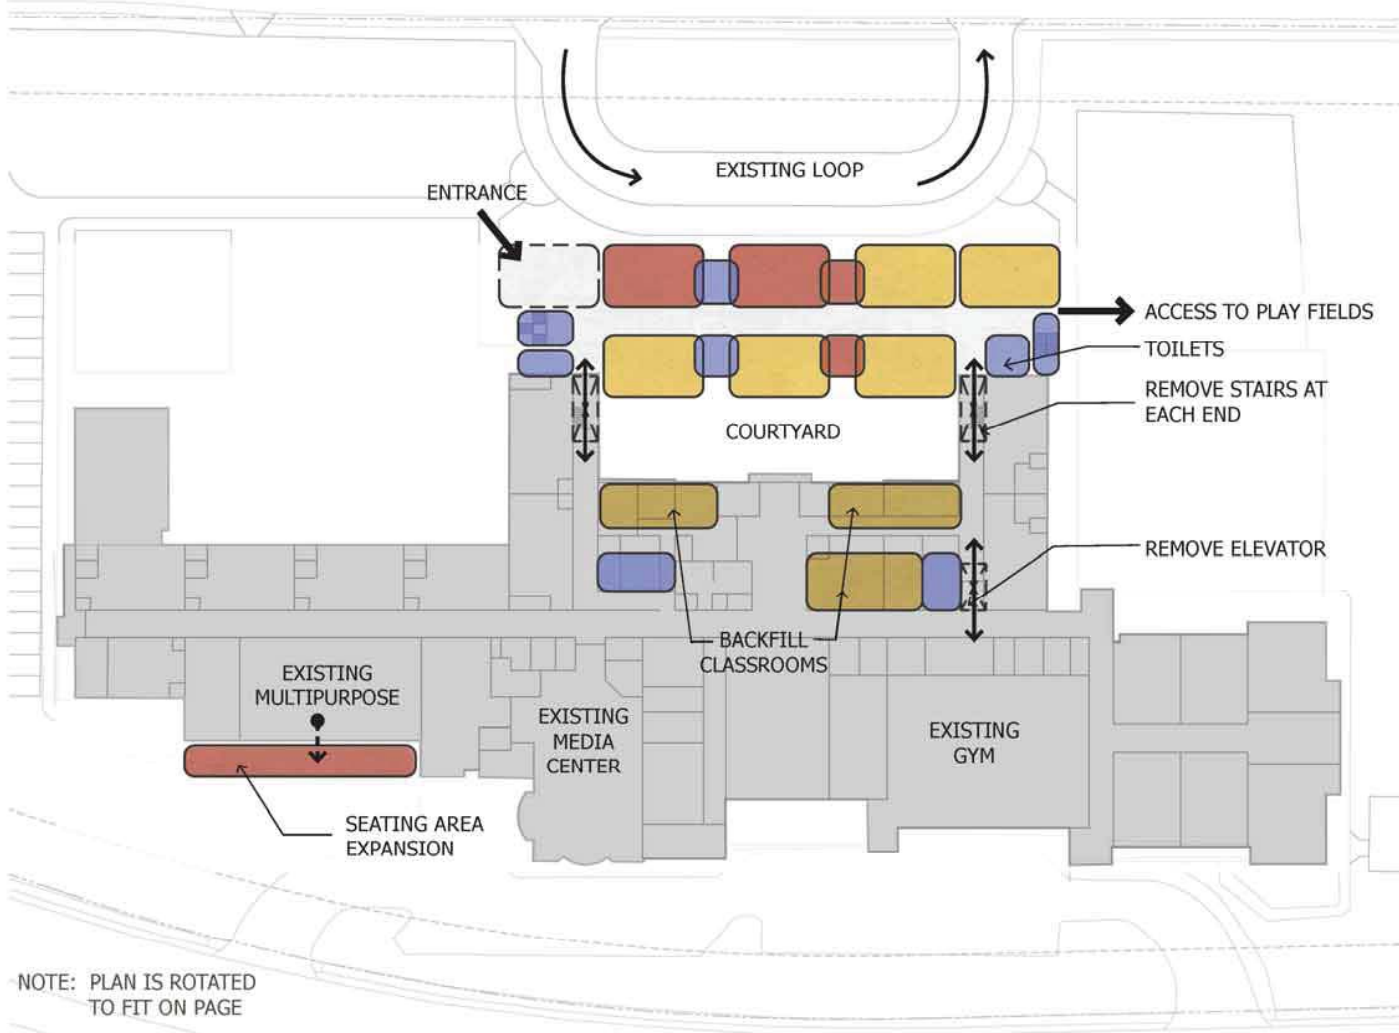 EXISTING LOOP
ENTRANCE
ACCESS TO PLAY FIELDS
TOILETS
REMOVE STAIRS AT
EACH END
COURTYARD
REMOVE ELEVATOR
BACKFILL
CLASSROOMS
EXISTING
MULTIPURPOSE
EXISTING
MEDIA
CENTER
EXISTING
GYM
SEATING AREA
EXPANSION
NOTE: PLAN IS ROTATED
TO FIT ON PAGE